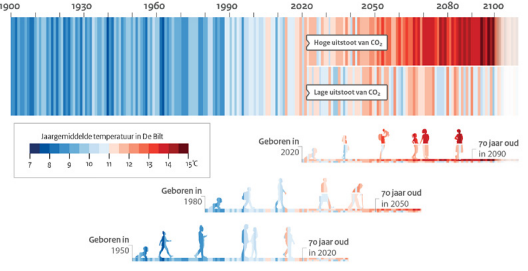 1900 1930 1960 1990 2020 2050 2080 2100
Hoge uitstoot van CO₂
Lage uitstoot van CO₂
Jaargemiddelde temperatuur in De Bilt
7 8 9 10 11 12 13 14 15°C
Geboren in
2020
70 jaar oud
in 2090
Geboren in
1980
70 jaar oud
in 2050
Geboren in
1950
70 jaar oud
in 2020